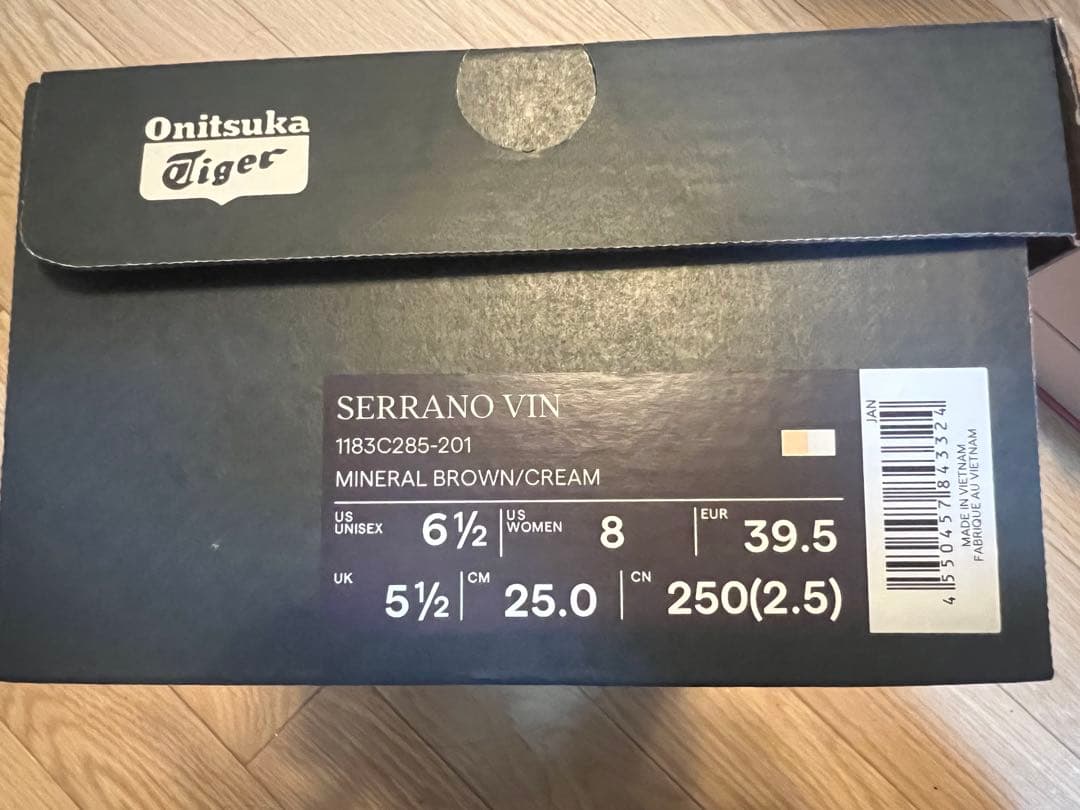 Onitsuka
Tiger
SERRANO VIN
1183C285-201
MINERAL BROWN/CREAM
US UNISEX 6½ US WOMEN 8 EUR 39.5
UK 5½ CM 25.0 CN 250(2.5)
JAN
4550457843324
MADE IN VIETNAM
FABRIQUE AU VIETNAM